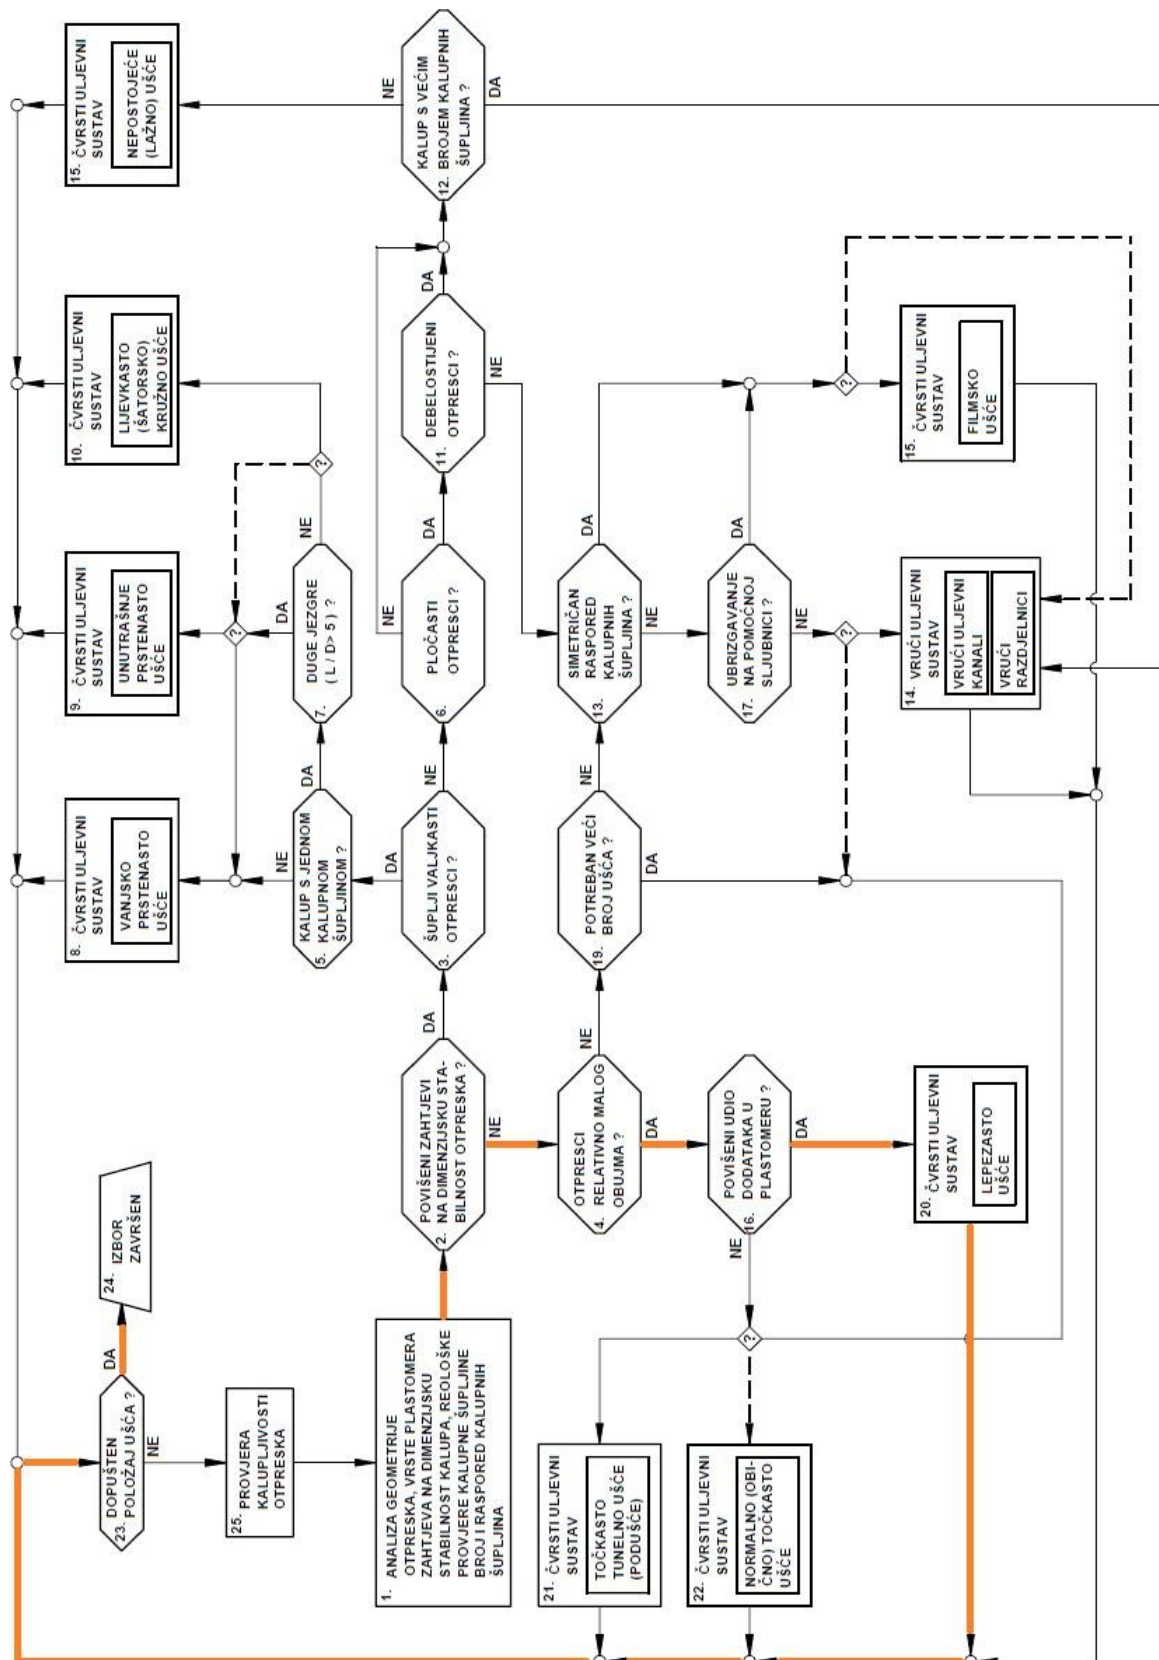 23. DOPUŠTEN
POLOŽAJ UŠĆA ?
DA
NE
24. IZBOR
ZAVRŠEN
8. ČVRSTI ULJEVNI
SUSTAV
VANJSKO
PRSTENASTO
UŠĆE
9. ČVRSTI ULJEVNI
SUSTAV
UNUTRAŠNJE
PRSTENASTO
UŠĆE
10. ČVRSTI ULJEVNI
SUSTAV
LIJEVKASTO
(ŠATORSKO)
KRUŽNO UŠĆE
15. ČVRSTI ULJEVNI
SUSTAV
NEPOSTOJEĆE
(LAŽNO) UŠĆE
25. PROVJERA
KALUPLJIVOSTI
OTPRESKA
?
?
NE
DA
NE
5. KALUP S JEDNOM
KALUPNOM
ŠUPLJINOM ?
DA
7. DUGE JEZGRE
( L / D> 5 ) ?
1. ANALIZA GEOMETRIJE
OTPRESKA, VRSTE PLASTOMERA
ZAHTJEVA NA DIMENZIJSKU
STABILNOST KALUPA, REOLOŠKE
PROVJERE KALUPNE ŠUPLJINE
BROJ I RASPORED KALUPNIH
ŠUPLJINA
2. POVIŠENI ZAHTJEVI
NA DIMENZIJSKU STA-
BILNOST OTPRESKA ?
DA
NE
3. ŠUPLJI VALJKASTI
OTPRESCI ?
DA
NE
6. PLOČASTI
OTPRESCI ?
NE
DA
11. DEBELOSTIJENI
OTPRESCI ?
DA
NE
12. KALUP S VEĆIM
BROJEM KALUPNIH
ŠUPLJINA ?
NE
DA
4. OTPRESCI
RELATIVNO MALOG
OBUJMA ?
NE
DA
19. POTREBAN VEĆI
BROJ UŠĆA ?
NE
DA
13. SIMETRIČAN
RASPORED
KALUPNIH
ŠUPLJINA ?
DA
NE
21. ČVRSTI ULJEVNI
SUSTAV
TOČKASTO
TUNELNO UŠĆE
(PODUŠĆE)
22. ČVRSTI ULJEVNI
SUSTAV
NORMALNO (OBI-
ČNO) TOČKASTO
UŠĆE
?
NE
16. POVIŠENI UDIO
DODATAKA U
PLASTOMERU ?
DA
17. UBRIZGAVANJE
NA POMOĆNOJ
SLJUBNICI ?
DA
NE
?
?
20. ČVRSTI ULJEVNI
SUSTAV
LEPEZASTO
UŠĆE
14. VRUĆI ULJEVNI
SUSTAV
VRUĆI ULJEVNI
KANALI
VRUĆI
RAZDJELNICI
15. ČVRSTI ULJEVNI
SUSTAV
FILMSKO
UŠĆE